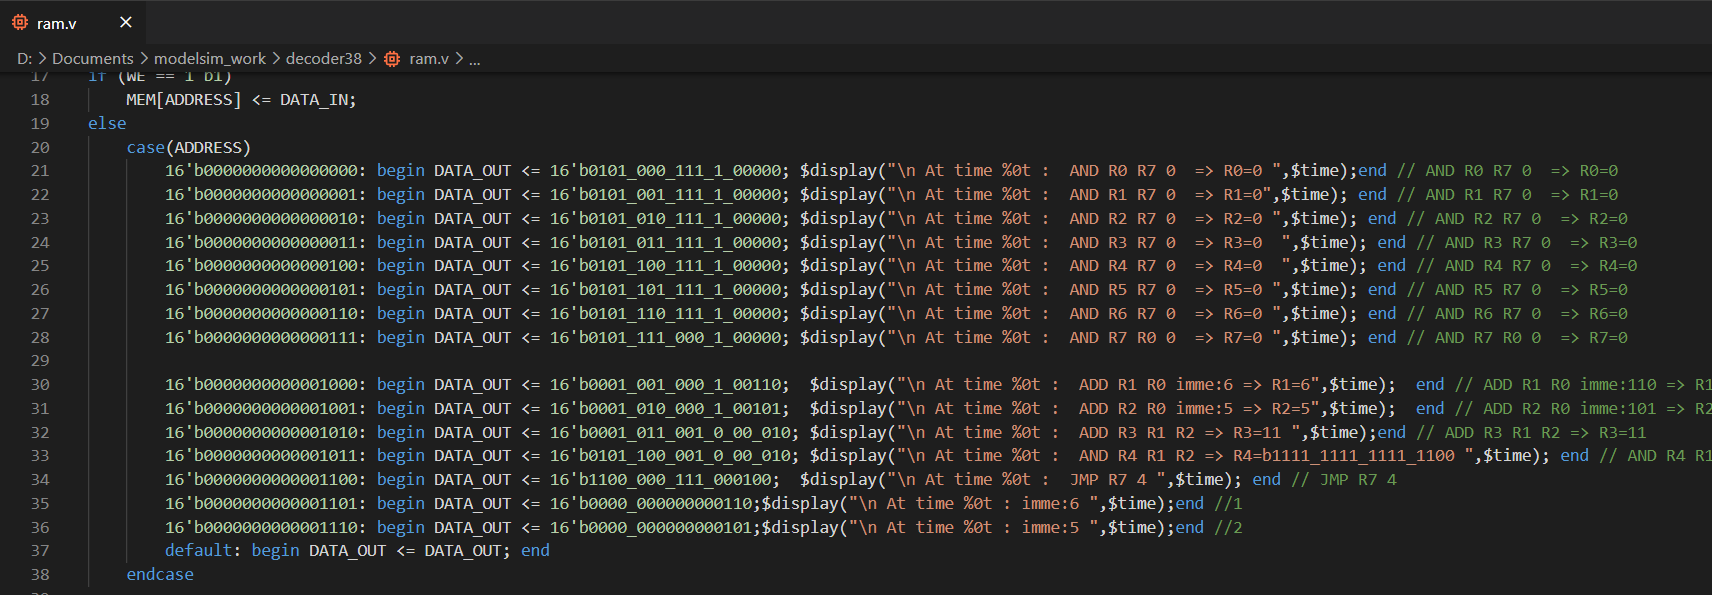 ram.v ×
D: > Documents > modelsim_work > decoder38 > ram.v > ...
17 if (WE == 1'b1)
18 MEM[ADDRESS] <= DATA_IN;
19 else
20 case(ADDRESS)
21 16'b0000000000000000: begin DATA_OUT <= 16'b0101_000_111_1_00000; $display("\n At time %0t :  AND R0 R7 0  => R0=0 ",$time);end // AND R0 R7 0  => R0=0
22 16'b0000000000000001: begin DATA_OUT <= 16'b0101_001_111_1_00000; $display("\n At time %0t :  AND R1 R7 0  => R1=0",$time); end // AND R1 R7 0  => R1=0
23 16'b0000000000000010: begin DATA_OUT <= 16'b0101_010_111_1_00000; $display("\n At time %0t :  AND R2 R7 0  => R2=0 ",$time); end // AND R2 R7 0  => R2=0
24 16'b0000000000000011: begin DATA_OUT <= 16'b0101_011_111_1_00000; $display("\n At time %0t :  AND R3 R7 0  => R3=0  ",$time); end // AND R3 R7 0  => R3=0
25 16'b0000000000000100: begin DATA_OUT <= 16'b0101_100_111_1_00000; $display("\n At time %0t :  AND R4 R7 0  => R4=0  ",$time); end // AND R4 R7 0  => R4=0
26 16'b0000000000000101: begin DATA_OUT <= 16'b0101_101_111_1_00000; $display("\n At time %0t :  AND R5 R7 0  => R5=0 ",$time); end // AND R5 R7 0  => R5=0
27 16'b0000000000000110: begin DATA_OUT <= 16'b0101_110_111_1_00000; $display("\n At time %0t :  AND R6 R7 0  => R6=0 ",$time); end // AND R6 R7 0  => R6=0
28 16'b0000000000000111: begin DATA_OUT <= 16'b0101_111_000_1_00000; $display("\n At time %0t :  AND R7 R0 0  => R7=0 ",$time); end // AND R7 R0 0  => R7=0
29
30 16'b0000000000001000: begin DATA_OUT <= 16'b0001_001_000_1_00110;  $display("\n At time %0t :  ADD R1 R0 imme:6 => R1=6",$time);  end // ADD R1 R0 imme:110 => R1
31 16'b0000000000001001: begin DATA_OUT <= 16'b0001_010_000_1_00101;  $display("\n At time %0t :  ADD R2 R0 imme:5 => R2=5",$time);  end // ADD R2 R0 imme:101 => R2
32 16'b0000000000001010: begin DATA_OUT <= 16'b0001_011_001_0_00_010; $display("\n At time %0t :  ADD R3 R1 R2 => R3=11 ",$time);end // ADD R3 R1 R2 => R3=11
33 16'b0000000000001011: begin DATA_OUT <= 16'b0101_100_001_0_00_010; $display("\n At time %0t :  AND R4 R1 R2 => R4=b1111_1111_1111_1100 ",$time); end // AND R4 R1
34 16'b0000000000001100: begin DATA_OUT <= 16'b1100_000_111_000100;  $display("\n At time %0t :  JMP R7 4 ",$time); end // JMP R7 4
35 16'b0000000000001101: begin DATA_OUT <= 16'b0000_000000000110;$display("\n At time %0t : imme:6 ",$time);end //1
36 16'b0000000000001110: begin DATA_OUT <= 16'b0000_000000000101;$display("\n At time %0t : imme:5 ",$time);end //2
37 default: begin DATA_OUT <= DATA_OUT; end
38 endcase